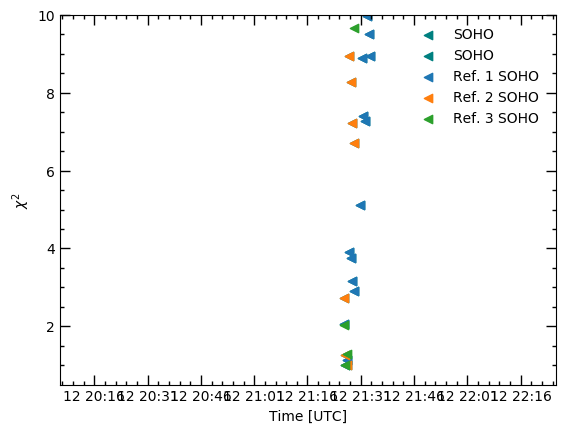 10
8
6
4
2
χ²
SOHO
SOHO
Ref. 1 SOHO
Ref. 2 SOHO
Ref. 3 SOHO
12 20:16 12 20:31 12 20:46 12 21:01 12 21:16 12 21:31 12 21:46 12 22:01 12 22:16
Time [UTC]